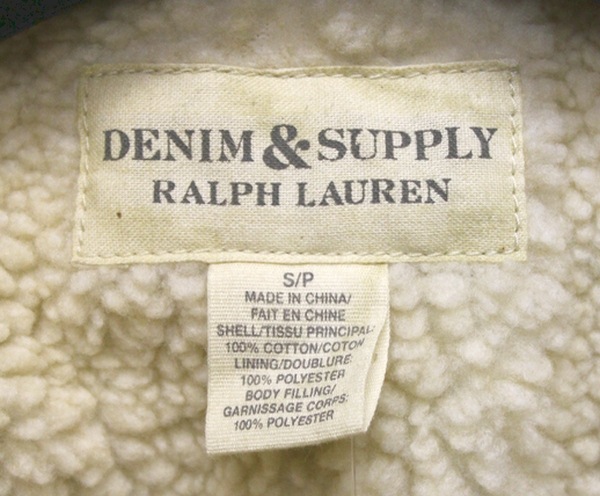 DENIM & SUPPLY
RALPH LAUREN
S/P
MADE IN CHINA/
FAIT EN CHINE
SHELL/TISSU PRINCIPAL:
100% COTTON/COTON
LINING/DOUBLURE:
100% POLYESTER
BODY FILLING/
GARNISSAGE CORPS:
100% POLYESTER